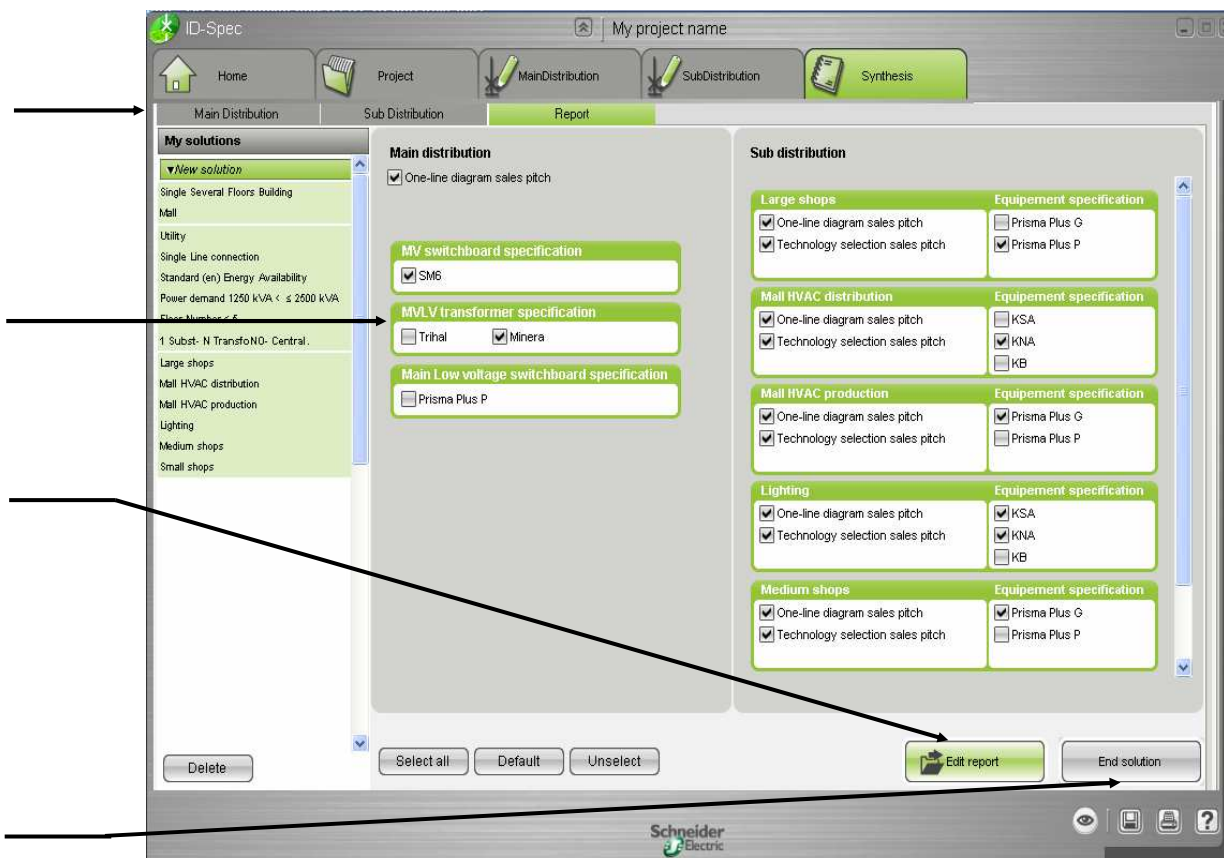 ID-Spec
My project name
Home
Project
MainDistribution
SubDistribution
Synthesis
Main Distribution
Sub Distribution
Report
My solutions
▼New solution
Single Several Floors Building
Mall
Utility
Single Line connection
Standard (en) Energy Availability
Power demand 1250 kVA < ≤ 2500 kVA
Floor Number < 5
1 Subst- N TransfoNO- Central.
Large shops
Mall HVAC distribution
Mall HVAC production
Lighting
Medium shops
Small shops
Delete
Main distribution
One-line diagram sales pitch
MV switchboard specification
SM6
MVLV transformer specification
Trihal Minera
Main Low voltage switchboard specification
Prisma Plus P
Sub distribution
Large shops Equipement specification
One-line diagram sales pitch Prisma Plus G
Technology selection sales pitch Prisma Plus P
Mall HVAC distribution Equipement specification
One-line diagram sales pitch KSA
Technology selection sales pitch KNA
KB
Mall HVAC production Equipement specification
One-line diagram sales pitch Prisma Plus G
Technology selection sales pitch Prisma Plus P
Lighting Equipement specification
One-line diagram sales pitch KSA
Technology selection sales pitch KNA
KB
Medium shops Equipement specification
One-line diagram sales pitch Prisma Plus G
Technology selection sales pitch Prisma Plus P
Select all
Default
Unselect
Edit report
End solution
Schneider
Electric
?